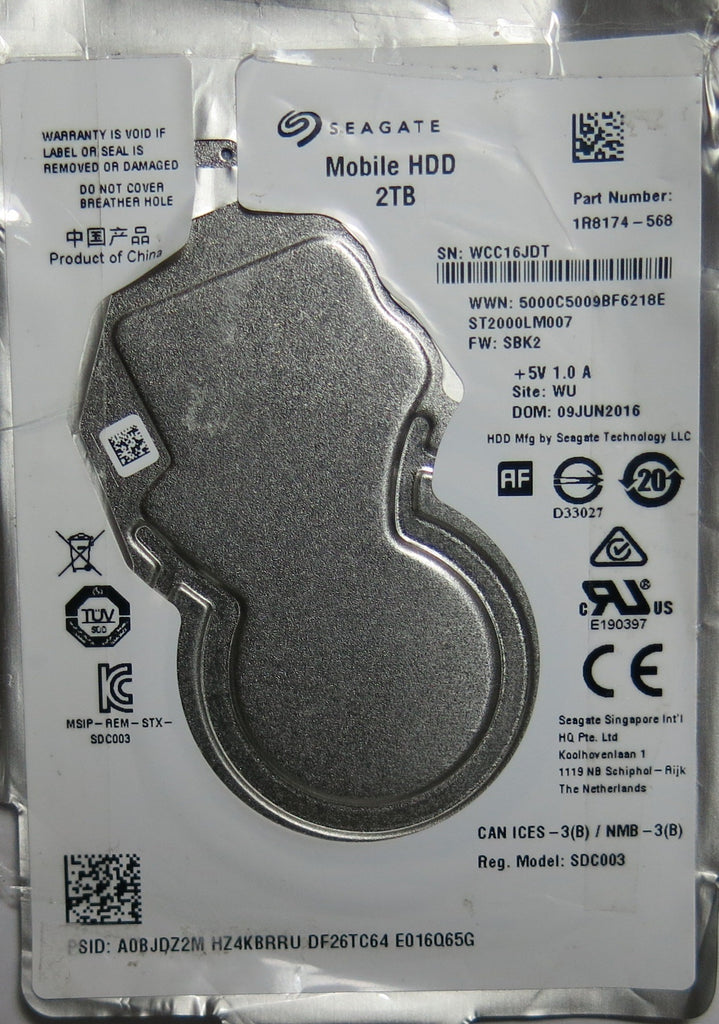 WARRANTY IS VOID IF
LABEL OR SEAL IS
REMOVED OR DAMAGED
DO NOT COVER
BREATHER HOLE
中国产品
Product of China
SEAGATE
Mobile HDD
2TB
Part Number:
1R8174-568
SN: WCC16JDT
WWN: 5000C5009BF6218E
ST2000LM007
FW: SBK2
+5V 1.0 A
Site: WU
DOM: 09JUN2016
HDD Mfg by Seagate Technology LLC
AF
D33027
20
TÜV
SÜD
c RU ® US
E190397
CE
KC
MSIP-REM-STX-
SDC003
Seagate Singapore Int'l
HQ Pte. Ltd
Koolhovenlaan 1
1119 NB Schiphol-Rijk
The Netherlands
CAN ICES-3(B) / NMB-3(B)
Reg. Model: SDC003
PSID: A0BJDZ2M HZ4KBRRU DF26TC64 E016Q65G